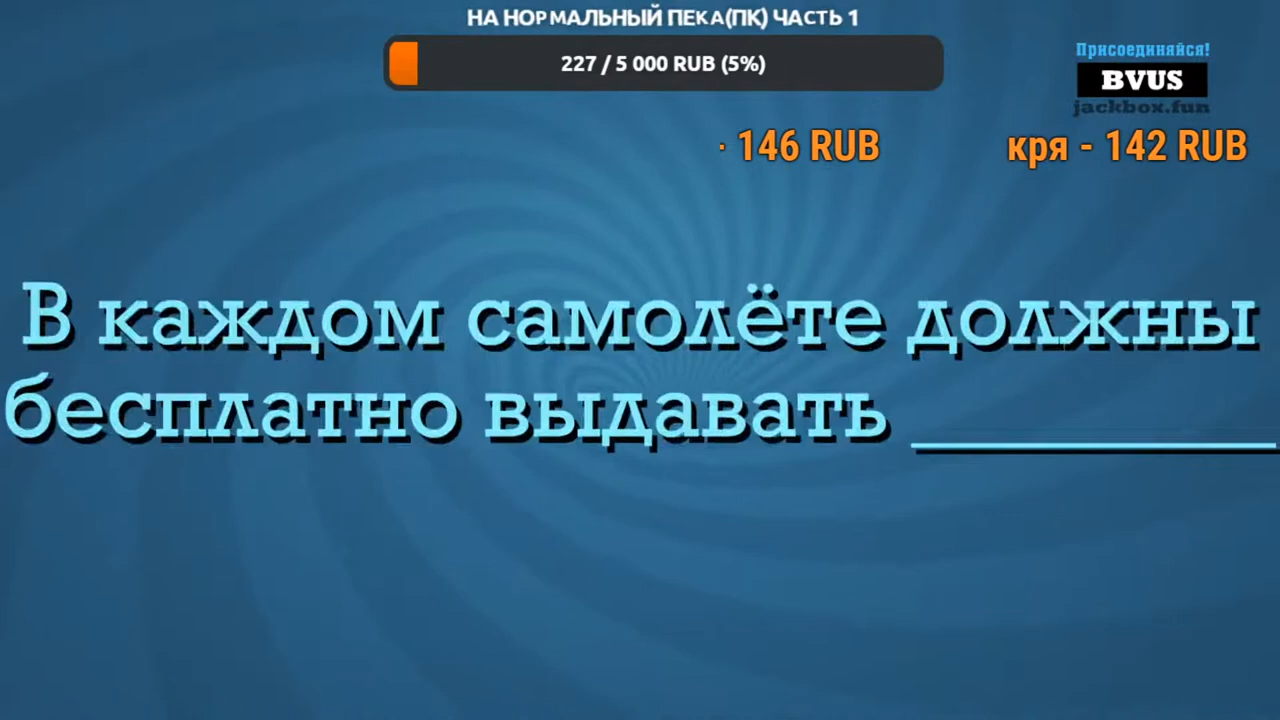 НА НОРМАЛЬНЫЙ ПЕКА(ПК) ЧАСТЬ 1
227 / 5 000 RUB (5%)
Присоединяйся!
BVUS
jackbox.fun
· 146 RUB
кря - 142 RUB
В каждом самолёте должны
бесплатно выдавать ________